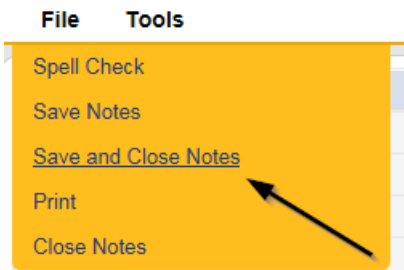 File Tools
Spell Check
Save Notes
Save and Close Notes
Print
Close Notes